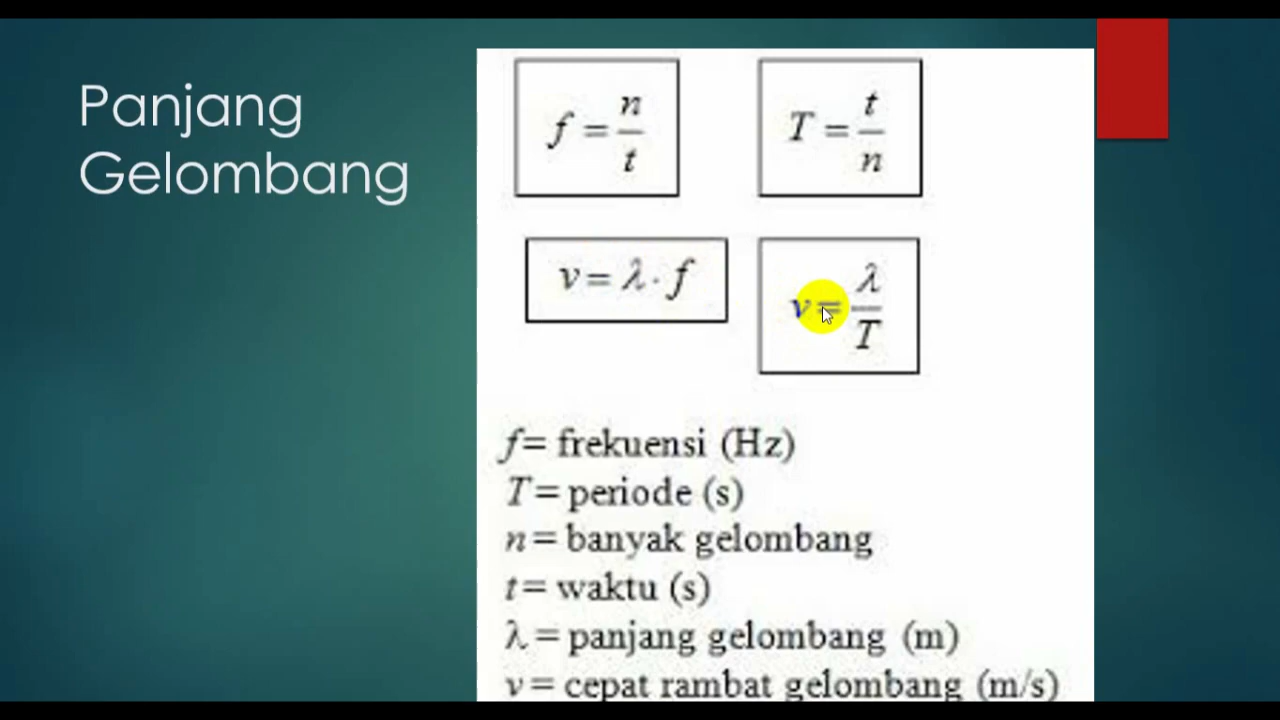 Panjang
Gelombang
f = n/t
T = t/n
v = λ · f
v = λ/T
f = frekuensi (Hz)
T = periode (s)
n = banyak gelombang
t = waktu (s)
λ = panjang gelombang (m)
v = cepat rambat gelombang (m/s)